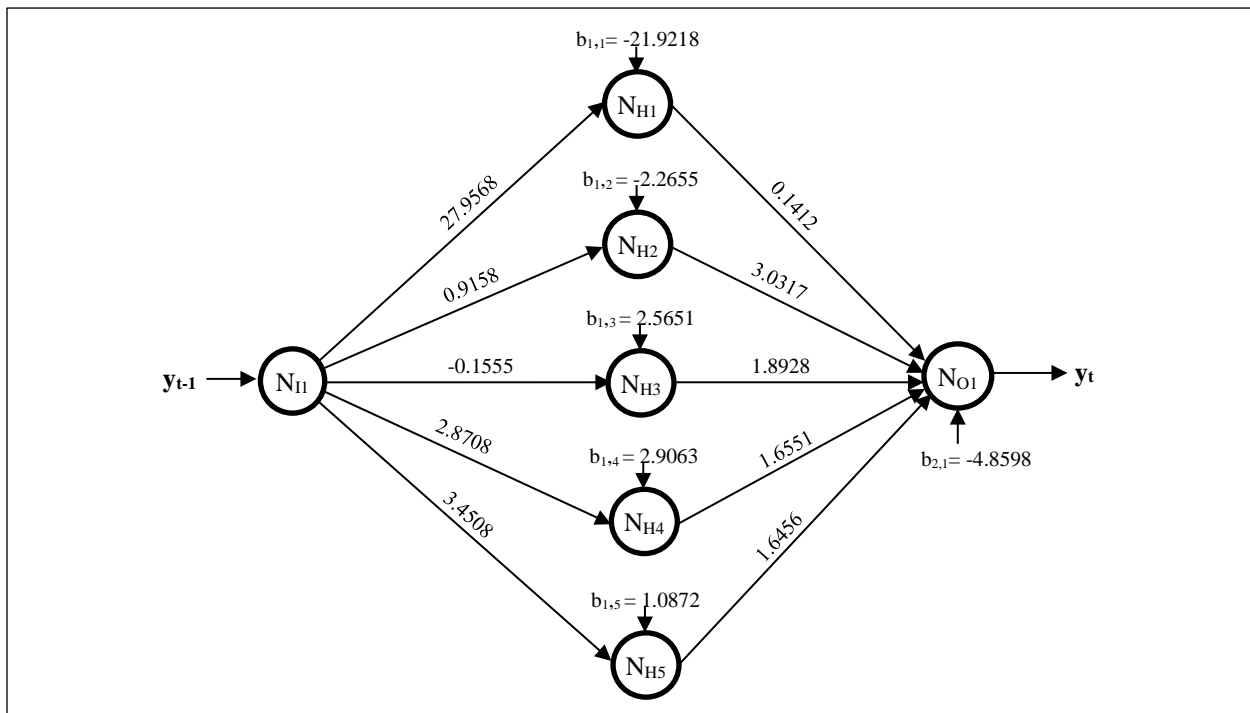 b1,1= -21.9218
NH1
27.9568
0.1412
b1,2= -2.2655
NH2
0.9158
3.0317
b1,3 = 2.5651
yt-1
NI1
-0.1555
NH3
1.8928
NO1
yt
b2,1= -4.8598
2.8708
b1,4 = 2.9063
1.6551
NH4
3.4508
1.6456
b1,5 = 1.0872
NH5